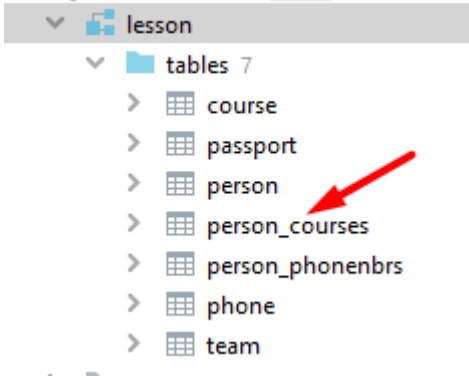 lesson
tables 7
course
passport
person
person_courses
person_phonenbrs
phone
team